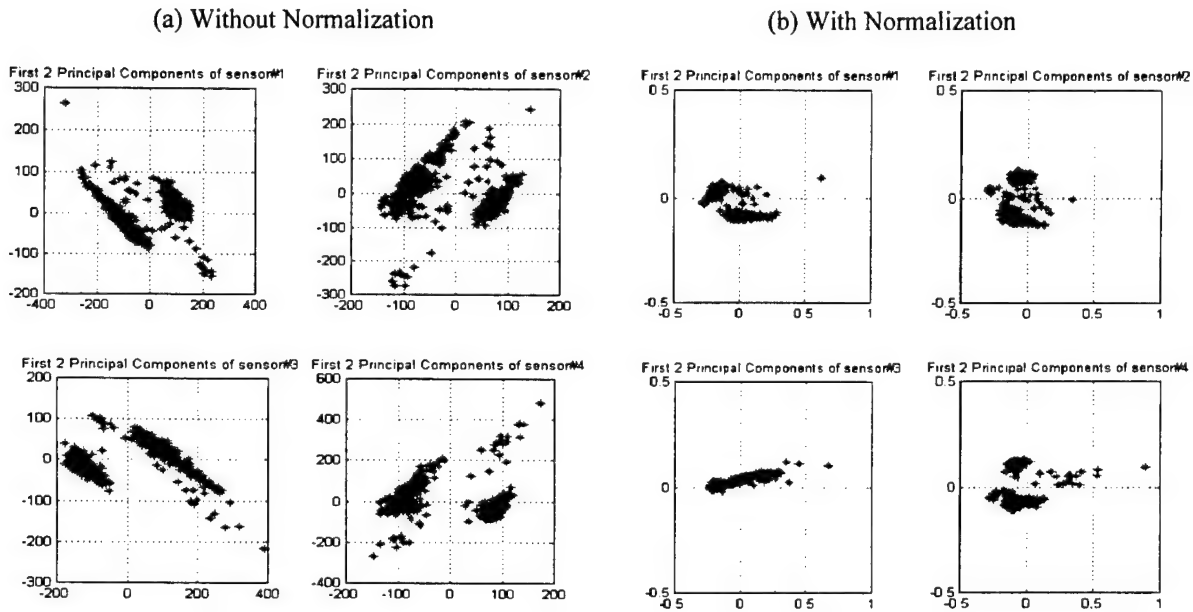 (a) Without Normalization
(b) With Normalization
First 2 Principal Components of sensor#1
First 2 Principal Components of sensor#2
First 2 Principal Components of sensor#1
First 2 Principal Components of sensor#2
300
200
100
0
-100
-200
-400 -200 0 200 400
300
200
100
0
-100
-200
-300
-200 -100 0 100 200
0.5
0
-0.5
-0.5 0 0.5 1
0.5
0
-0.5
-0.5 0 0.5 1
First 2 Principal Components of sensor#3
First 2 Principal Components of sensor#4
First 2 Principal Components of sensor#3
First 2 Principal Components of sensor#4
200
100
0
-100
-200
-300
-200 0 200 400
600
400
200
0
-200
-400
-200 -100 0 100 200
0.5
0
-0.5
-0.5 0 0.5 1
0.5
0
-0.5
-0.5 0 0.5 1